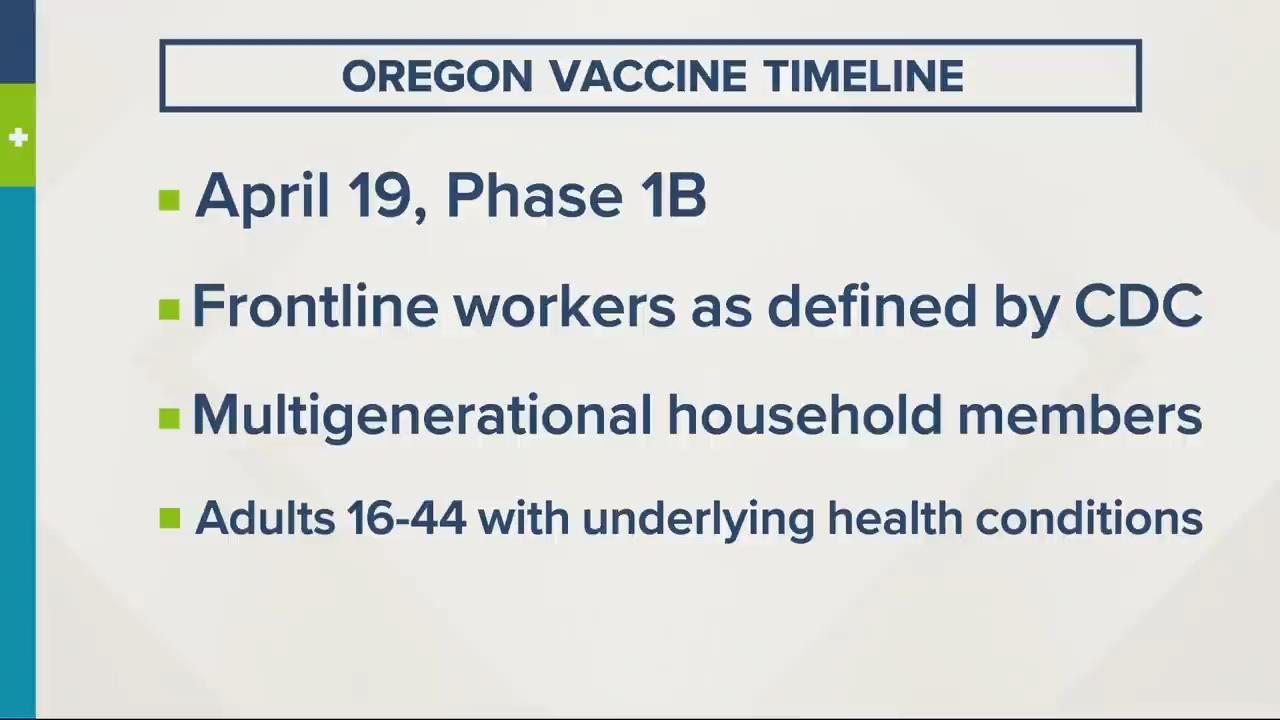 OREGON VACCINE TIMELINE
April 19, Phase 1B
Frontline workers as defined by CDC
Multigenerational household members
Adults 16-44 with underlying health conditions